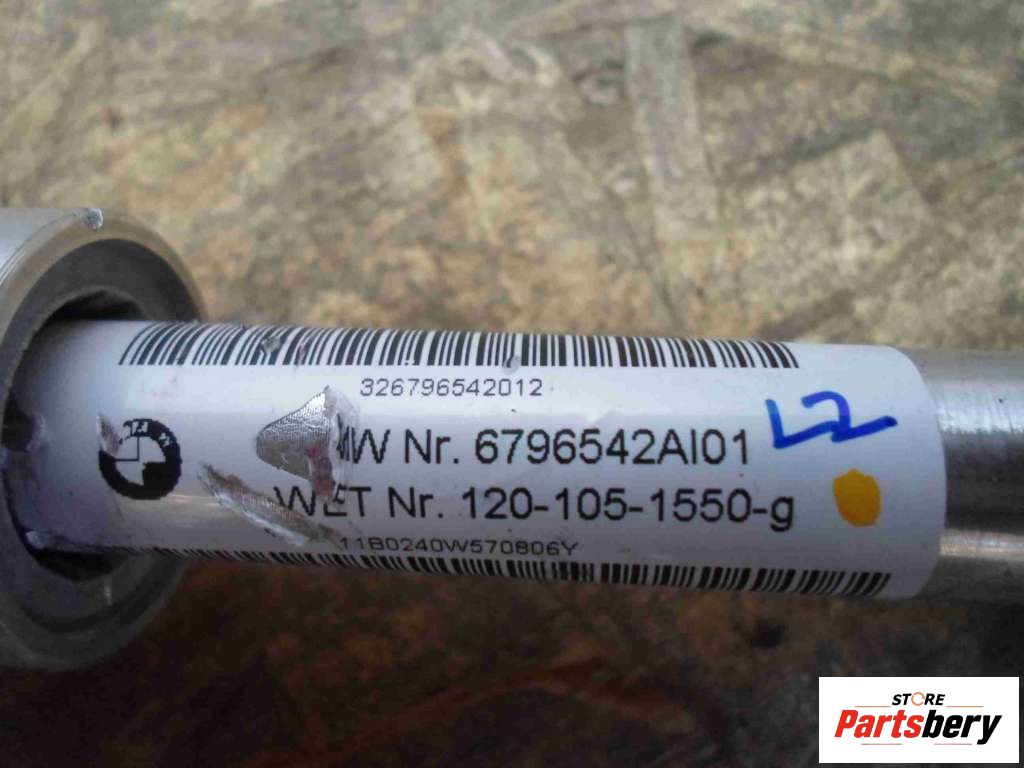 326796542012
MW Nr. 6796542AI01
L2
WET Nr. 120-105-1550-g
11B0240W570806Y
STORE
Partsbery